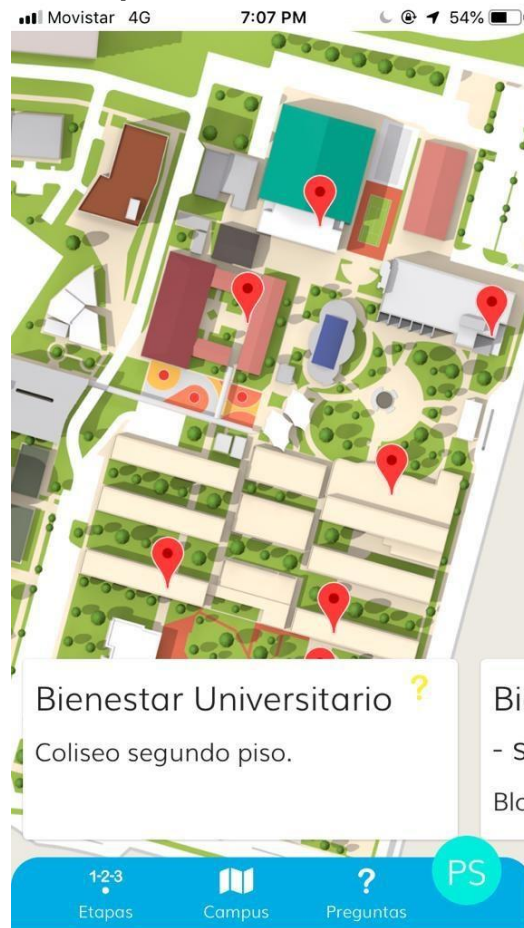 Movistar 4G 7:07 PM 54%
Bienestar Universitario ?
Coliseo segundo piso.
Bi
- S
Blo
1-2-3
Etapas
Campus
?
Preguntas
PS